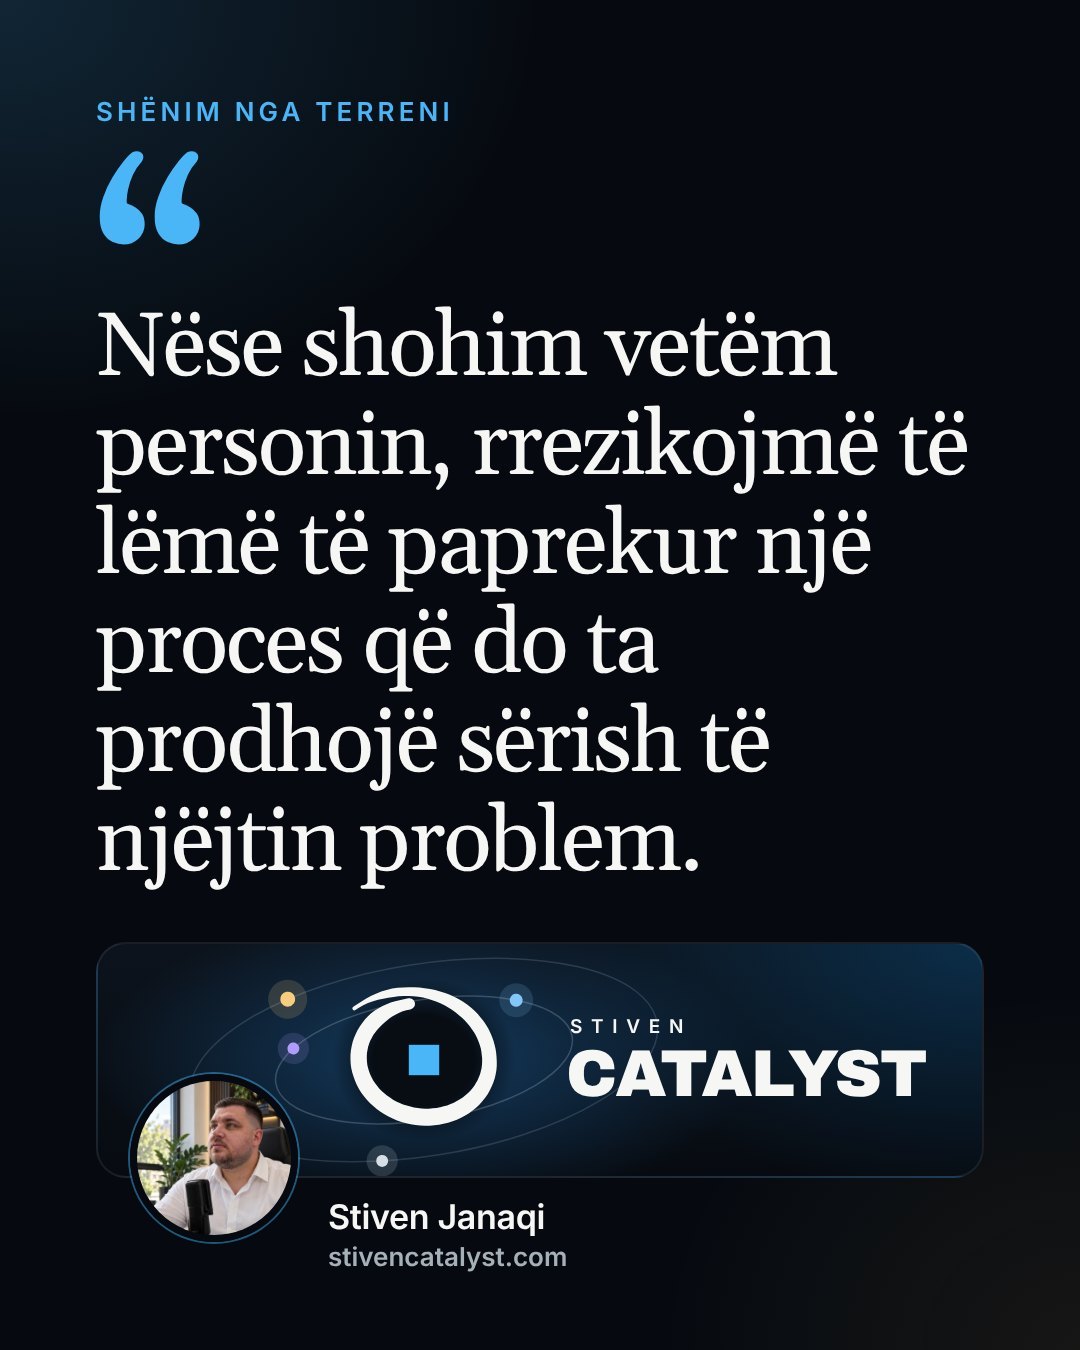 SHËNIM NGA TERRENI
“
Nëse shohim vetëm
personin, rrezikojmë të
lëmë të paprekur një
proces që do ta
prodhojë sërish të
njëjtin problem.
STIVEN
CATALYST
Stiven Janaqi
stivencatalyst.com